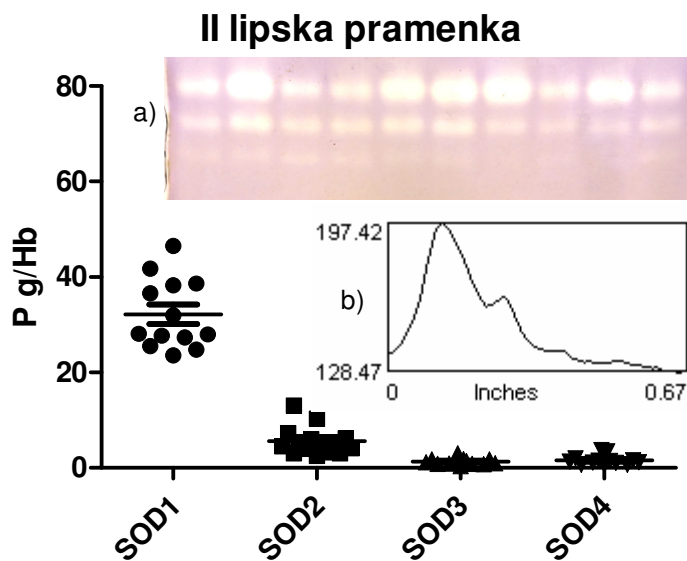 II lipska pramenka
80
60
40
20
0
P g/Hb
a)
197.42
b)
128.47
0 Inches 0.67
SOD1 SOD2 SOD3 SOD4